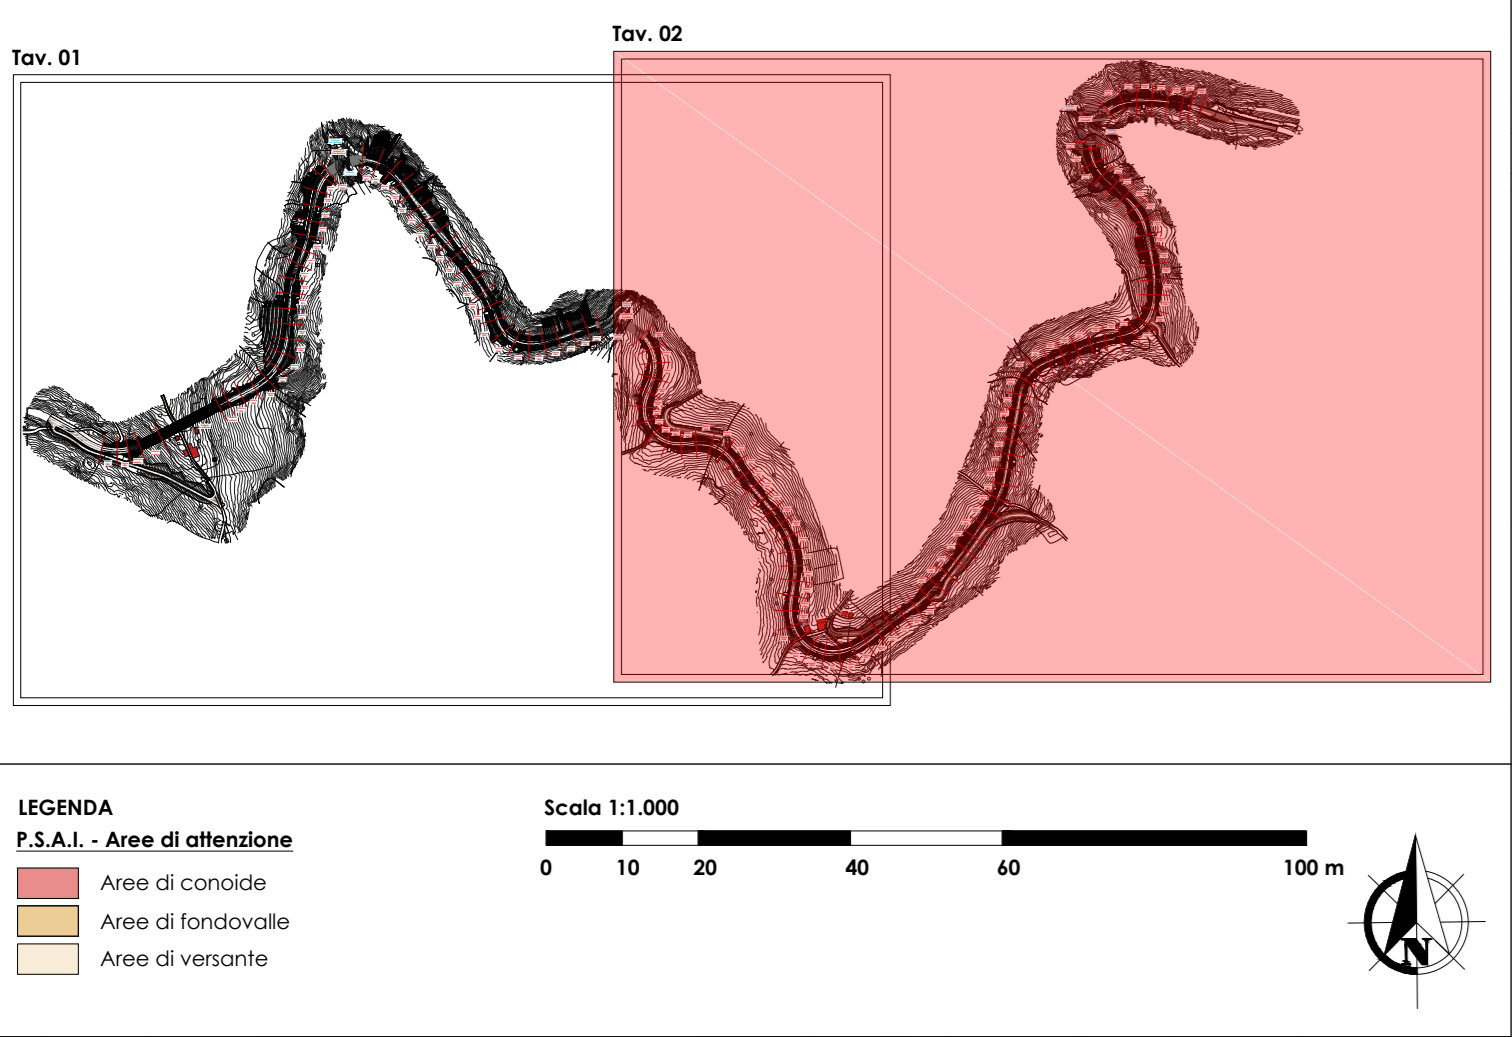 Tav. 02
Tav. 01
LEGENDA
P.S.A.I. - Aree di attenzione
Aree di conoide
Aree di fondovalle
Aree di versante
Scala 1:1.000
0 10 20 40 60 100 m
N